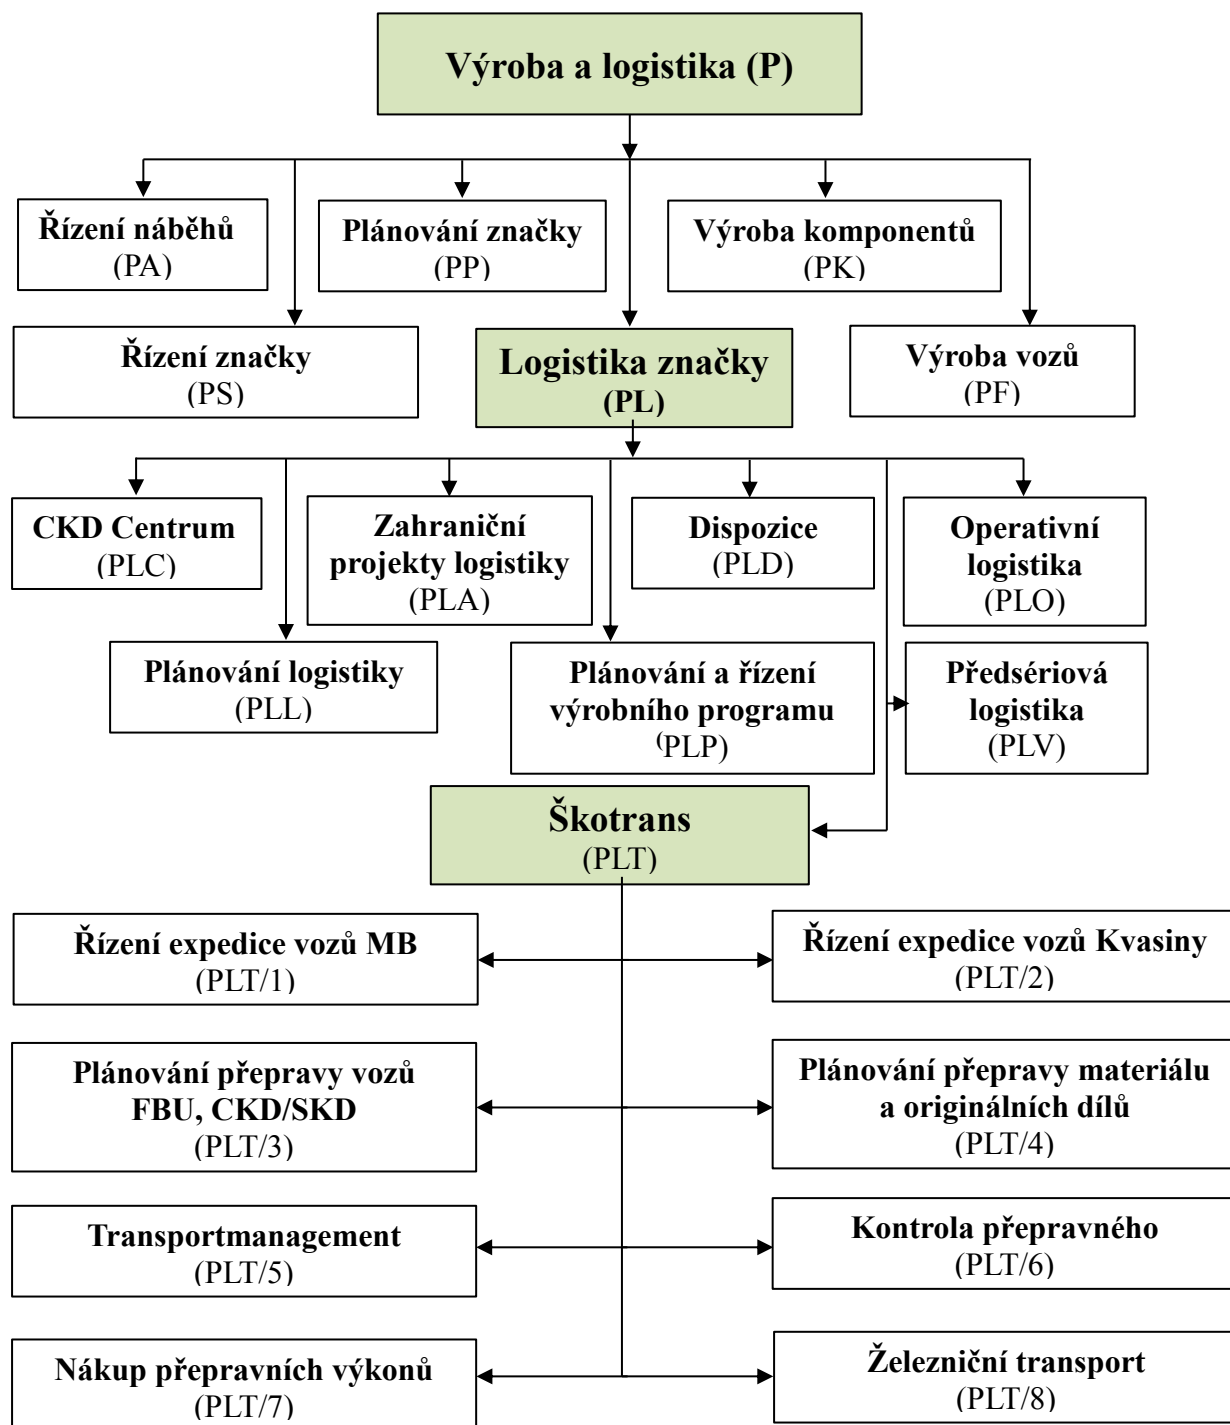 Výroba a logistika (P)
Řízení náběhů
(PA)
Plánování značky
(PP)
Výroba komponentů
(PK)
Řízení značky
(PS)
Logistika značky
(PL)
Výroba vozů
(PF)
CKD Centrum
(PLC)
Zahraniční
projekty logistiky
(PLA)
Dispozice
(PLD)
Operativní
logistika
(PLO)
Plánování logistiky
(PLL)
Plánování a řízení
výrobního programu
(PLP)
Předsériová
logistika
(PLV)
Škotrans
(PLT)
Řízení expedice vozů MB
(PLT/1)
Řízení expedice vozů Kvasiny
(PLT/2)
Plánování přepravy vozů
FBU, CKD/SKD
(PLT/3)
Plánování přepravy materiálu
a originálních dílů
(PLT/4)
Transportmanagement
(PLT/5)
Kontrola přepravného
(PLT/6)
Nákup přepravních výkonů
(PLT/7)
Železniční transport
(PLT/8)